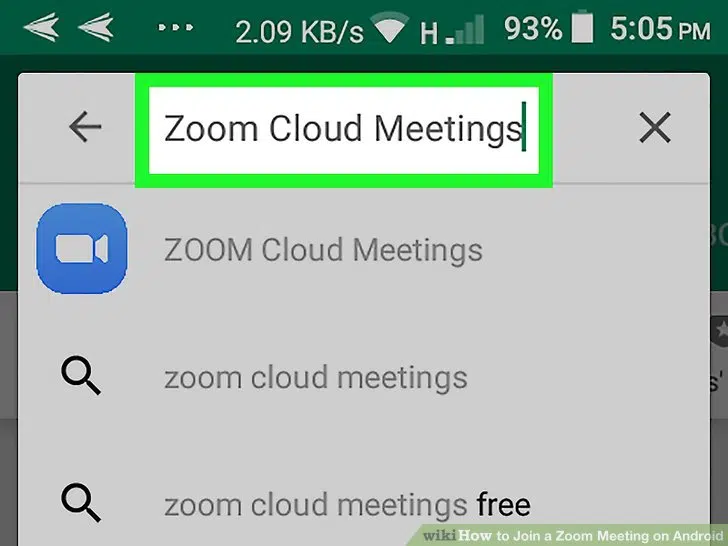 2.09 KB/s H 93% 5:05 PM
Zoom Cloud Meetings
ZOOM Cloud Meetings
zoom cloud meetings
s'
zoom cloud meetings free
wikiHow to Join a Zoom Meeting on Android